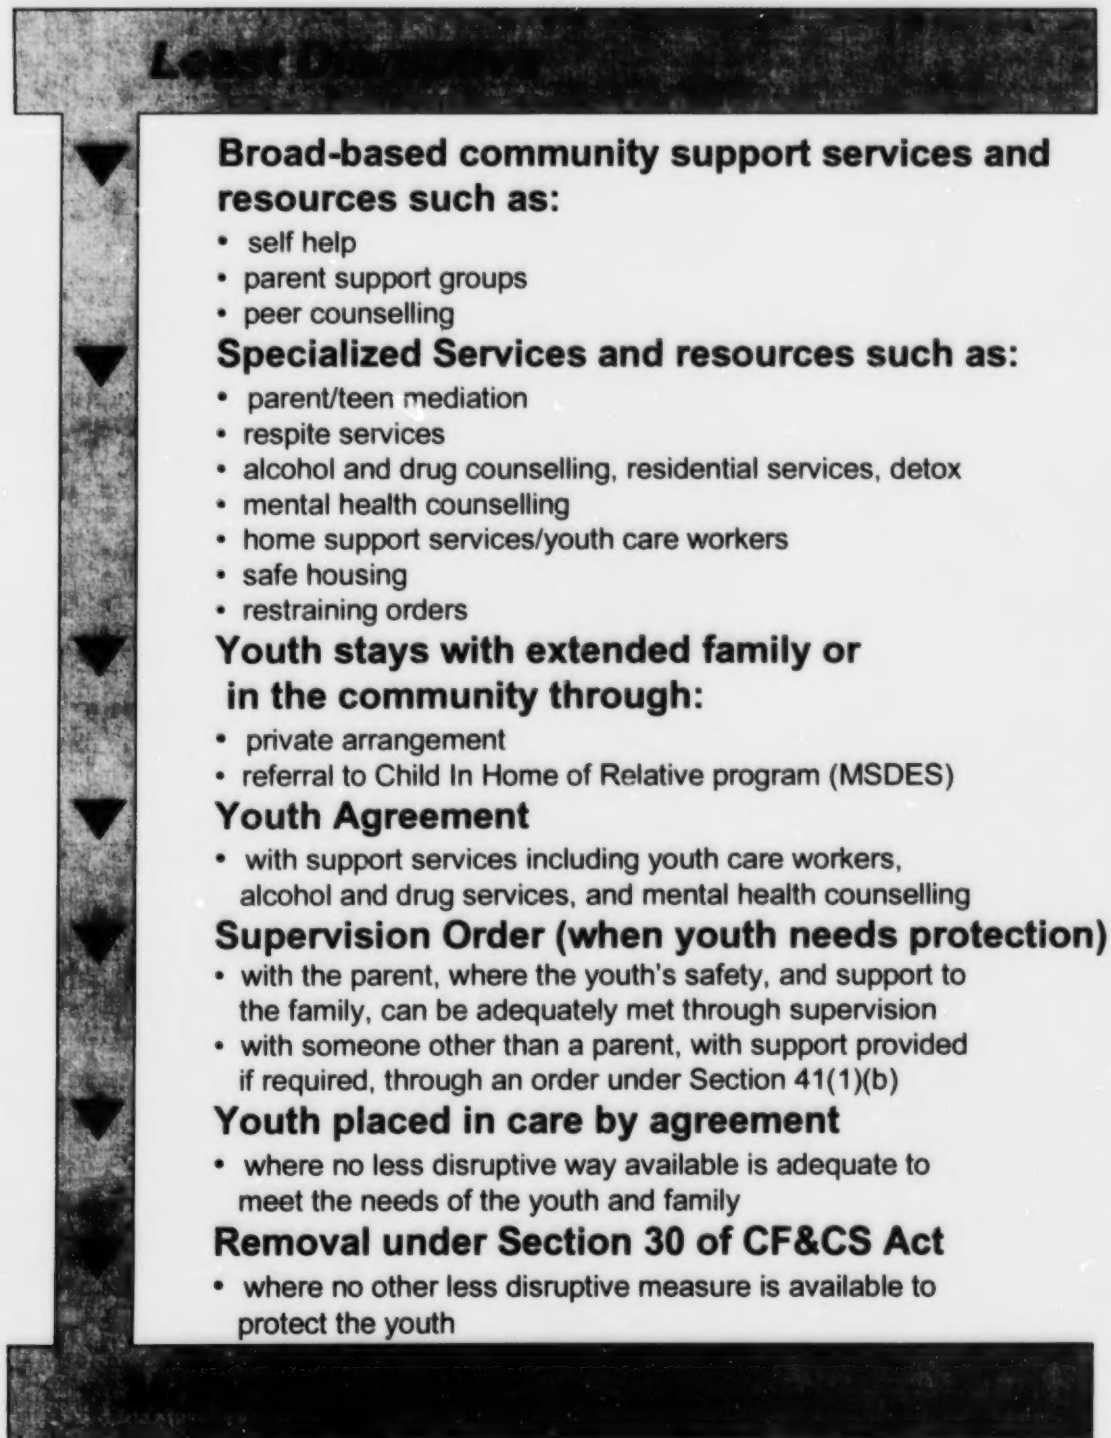 Least Disruptive
Broad-based community support services and
resources such as:
• self help
• parent support groups
• peer counselling
Specialized Services and resources such as:
• parent/teen mediation
• respite services
• alcohol and drug counselling, residential services, detox
• mental health counselling
• home support services/youth care workers
• safe housing
• restraining orders
Youth stays with extended family or
in the community through:
• private arrangement
• referral to Child In Home of Relative program (MSDES)
Youth Agreement
• with support services including youth care workers,
alcohol and drug services, and mental health counselling
Supervision Order (when youth needs protection)
• with the parent, where the youth's safety, and support to
the family, can be adequately met through supervision
• with someone other than a parent, with support provided
if required, through an order under Section 41(1)(b)
Youth placed in care by agreement
• where no less disruptive way available is adequate to
meet the needs of the youth and family
Removal under Section 30 of CF&CS Act
• where no other less disruptive measure is available to
protect the youth